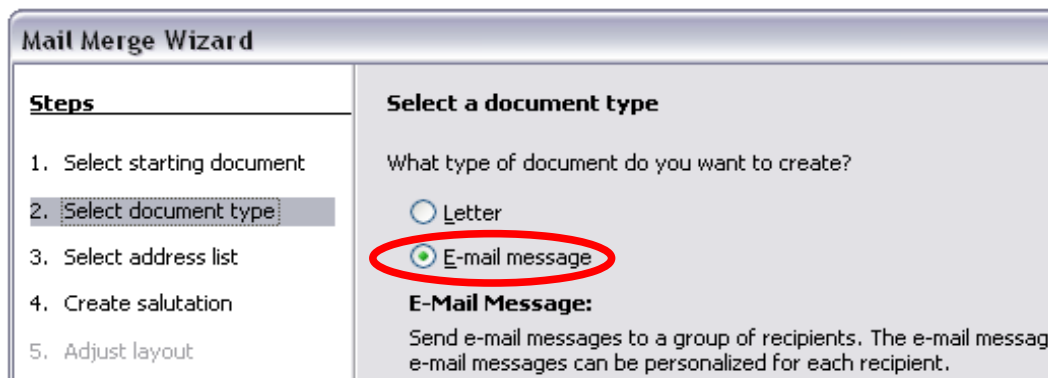 Mail Merge Wizard
Steps
1. Select starting document
2. Select document type
3. Select address list
4. Create salutation
5. Adjust layout
Select a document type
What type of document do you want to create?
Letter
E-mail message
E-Mail Message:
Send e-mail messages to a group of recipients. The e-mail messag
e-mail messages can be personalized for each recipient.